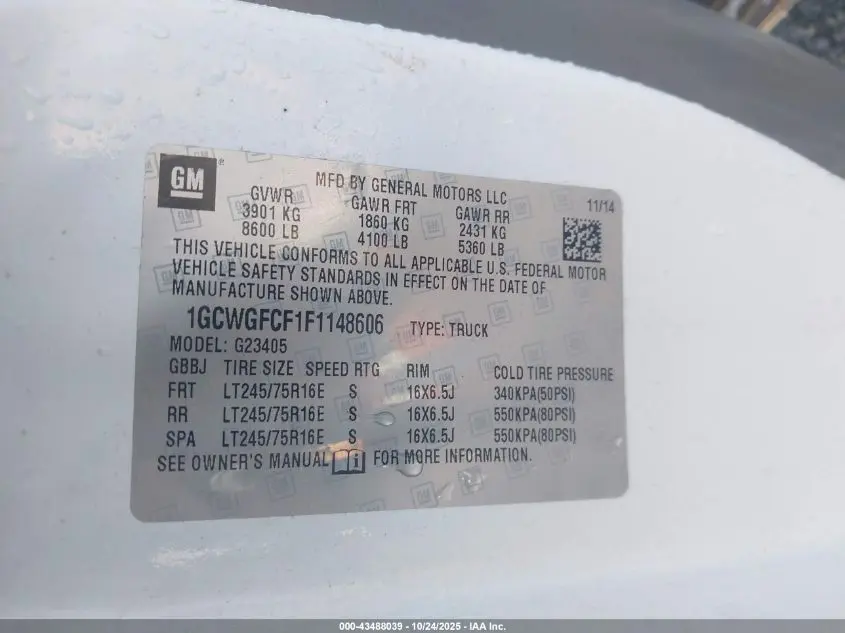 GM®
MFD BY GENERAL MOTORS LLC
11/14
GVWR GAWR FRT GAWR RR
3901 KG 1860 KG 2431 KG
8600 LB 4100 LB 5360 LB
THIS VEHICLE CONFORMS TO ALL APPLICABLE U.S. FEDERAL MOTOR
VEHICLE SAFETY STANDARDS IN EFFECT ON THE DATE OF
MANUFACTURE SHOWN ABOVE.
1GCWGFCF1F1148606 TYPE: TRUCK
MODEL: G23405
GBBJ TIRE SIZE SPEED RTG RIM COLD TIRE PRESSURE
FRT LT245/75R16E S 16X6.5J 340KPA(50PSI)
RR LT245/75R16E S 16X6.5J 550KPA(80PSI)
SPA LT245/75R16E S 16X6.5J 550KPA(80PSI)
SEE OWNER'S MANUAL i FOR MORE INFORMATION.
000-43488039 - 10/24/2025 - IAA Inc.